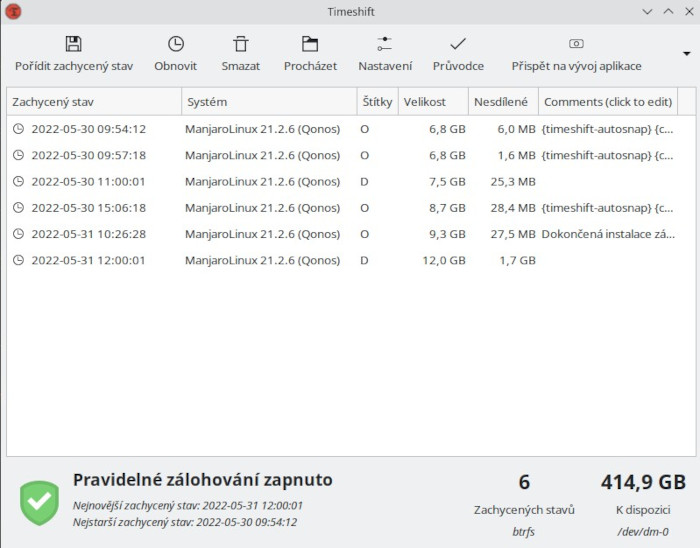 Timeshift
Pořídit zachycený stav Obnovit Smazat Procházet Nastavení Průvodce Přispět na vývoj aplikace
Zachycený stav Systém Štítky Velikost Nesdílené Comments (click to edit)
2022-05-30 09:54:12 ManjaroLinux 21.2.6 (Qonos) O 6,8 GB 6,0 MB {timeshift-autosnap} {c...
2022-05-30 09:57:18 ManjaroLinux 21.2.6 (Qonos) O 6,8 GB 1,6 MB {timeshift-autosnap} {c...
2022-05-30 11:00:01 ManjaroLinux 21.2.6 (Qonos) D 7,5 GB 25,3 MB
2022-05-30 15:06:18 ManjaroLinux 21.2.6 (Qonos) O 8,7 GB 28,4 MB {timeshift-autosnap} {c...
2022-05-31 10:26:28 ManjaroLinux 21.2.6 (Qonos) O 9,3 GB 27,5 MB Dokončená instalace zá...
2022-05-31 12:00:01 ManjaroLinux 21.2.6 (Qonos) D 12,0 GB 1,7 GB
Pravidelné zálohování zapnuto
Nejnovější zachycený stav: 2022-05-31 12:00:01
Nejstarší zachycený stav: 2022-05-30 09:54:12
6
Zachycených stavů
btrfs
414,9 GB
K dispozici
/dev/dm-0